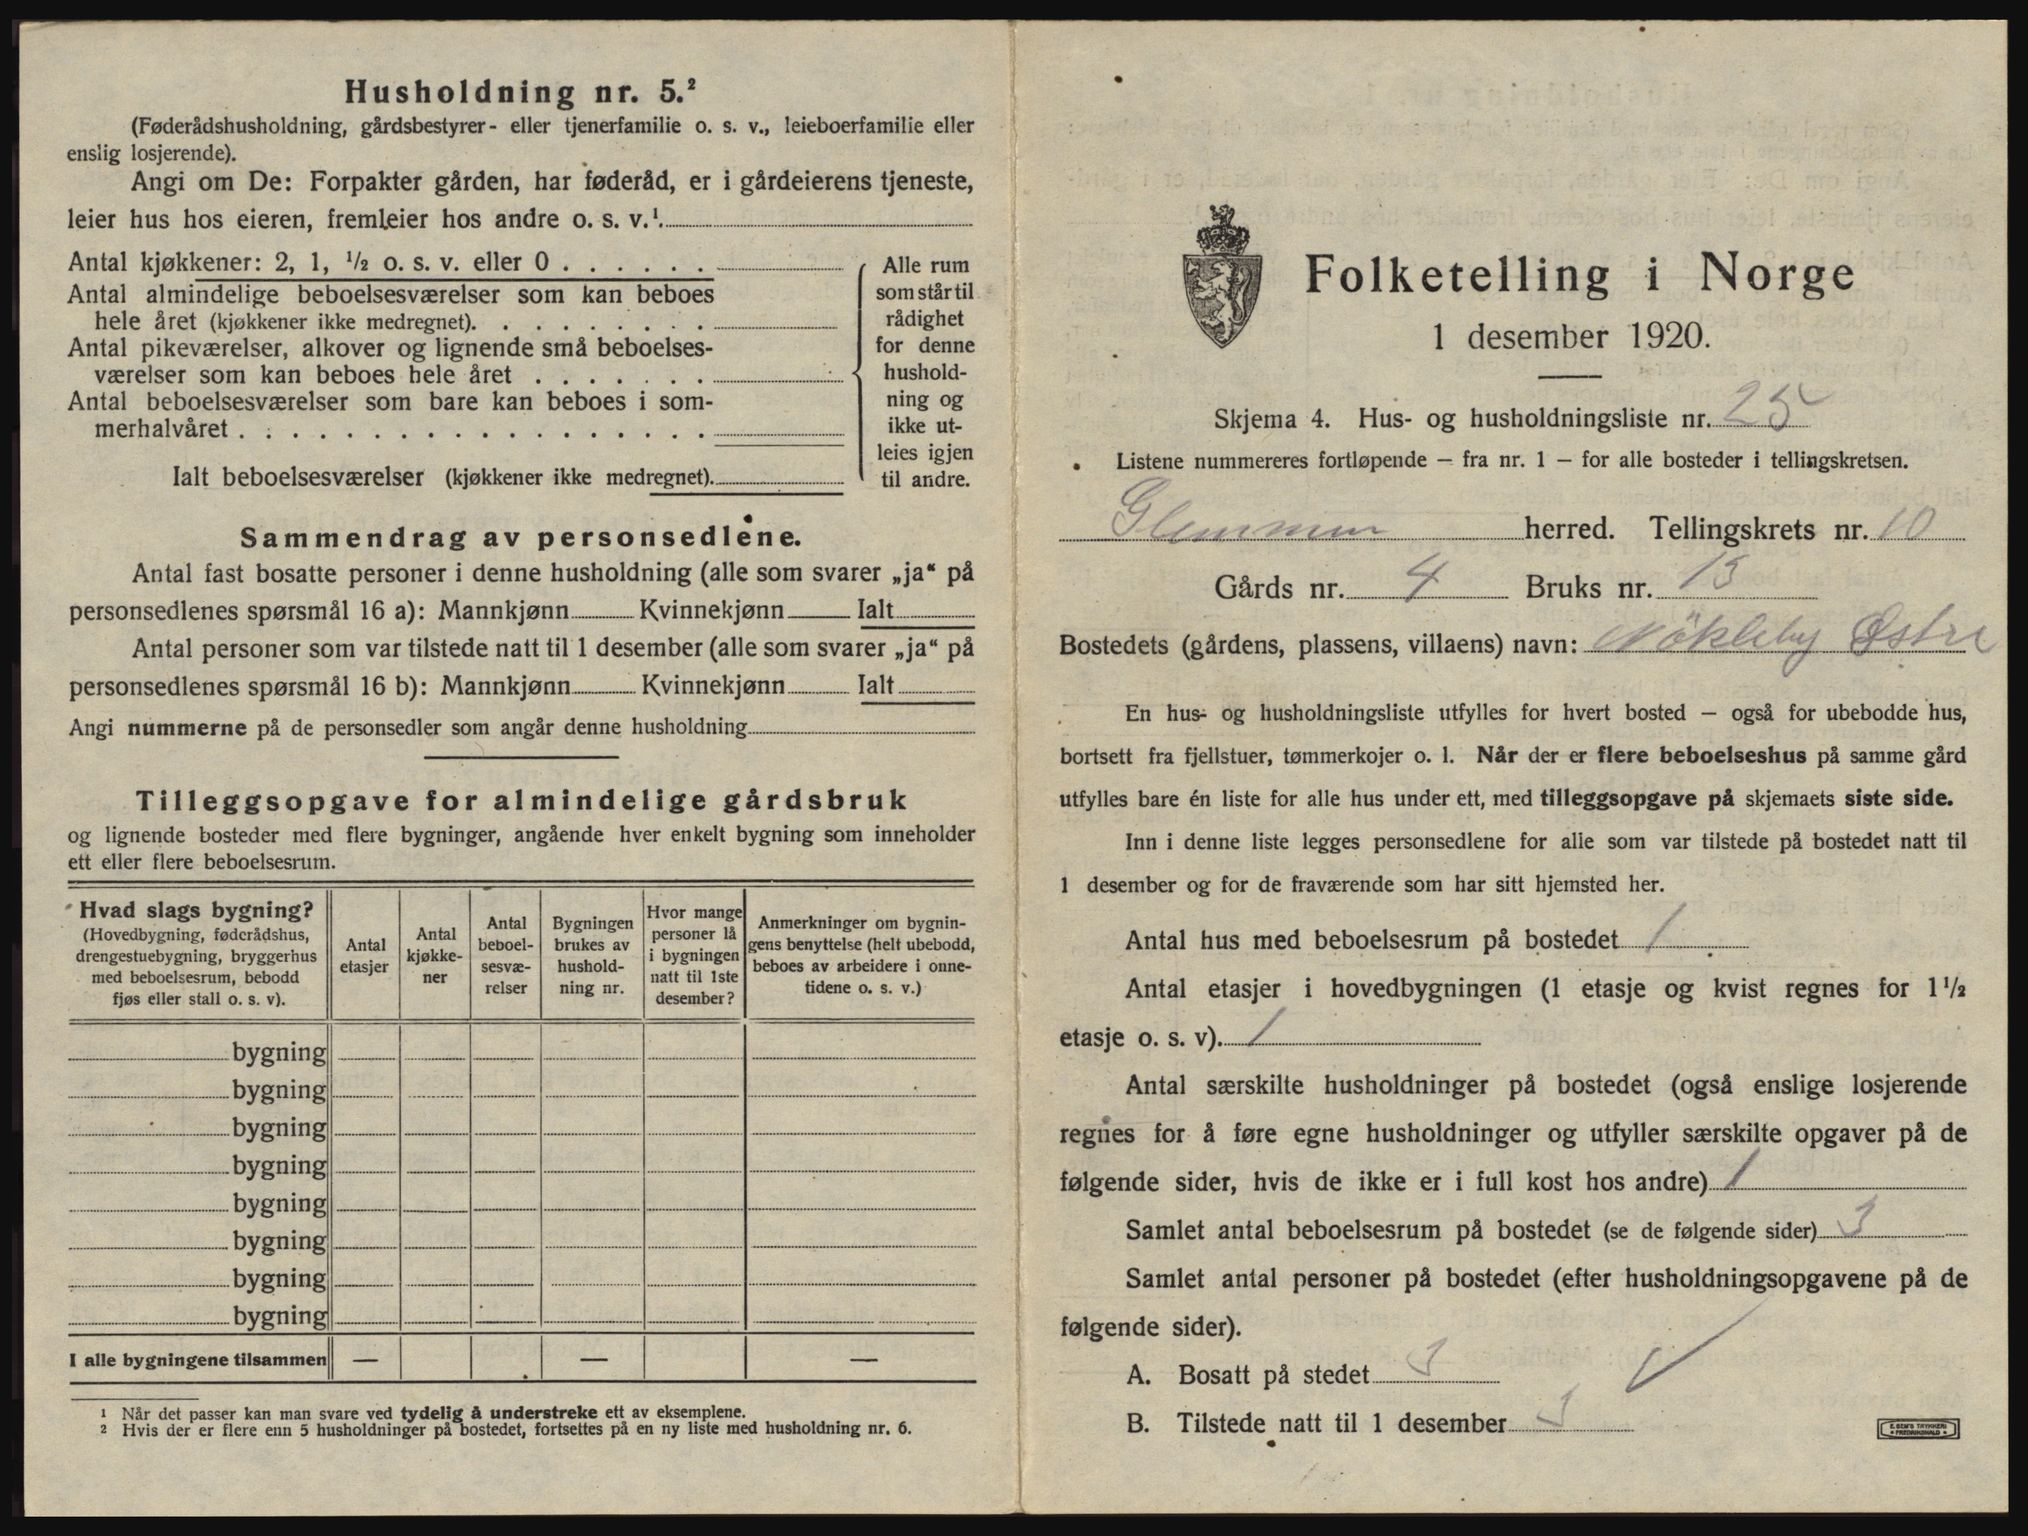 Husholdning nr. 5.²
(Føderådshusholdning, gårdsbestyrer- eller tjenerfamilie o. s. v., leieboerfamilie eller
enslig losjerende).
Angi om De: Forpakter gården, har føderåd, er i gårdeierens tjeneste,
leier hus hos eieren, fremleier hos andre o. s. v.¹.
Antal kjøkkener: 2, 1, ½ o. s. v. eller 0 . . . . . .
Antal almindelige beboelsesværelser som kan beboes
hele året (kjøkkener ikke medregnet). . . . . . . . .
Antal pikeværelser, alkover og lignende små beboelses-
værelser som kan beboes hele året . . . . . . .
Antal beboelsesværelser som bare kan beboes i som-
merhalvåret . . . . . . . . . . . . . . . . . .
Ialt beboelsesværelser (kjøkkener ikke medregnet).
Alle rum
som står til
rådighet
for denne
hushold-
ning og
ikke ut-
leies igjen
til andre.
Sammendrag av personsedlene.
Antal fast bosatte personer i denne husholdning (alle som svarer „ja“ på
personsedlenes spørsmål 16 a): Mannkjønn Kvinnekjønn Ialt
Antal personer som var tilstede natt til 1 desember (alle som svarer „ja“ på
personsedlenes spørsmål 16 b): Mannkjønn Kvinnekjønn Ialt
Angi nummerne på de personsedler som angår denne husholdning
Tilleggsopgave for almindelige gårdsbruk
og lignende bosteder med flere bygninger, angående hver enkelt bygning som inneholder
ett eller flere beboelsesrum.
Hvad slags bygning?
(Hovedbygning, føderådshus,
drengestuebygning, bryggerhus
med beboelsesrum, bebodd
fjøs eller stall o. s. v).
Antal
etasjer
Antal
kjøkke-
ner
Antal
beboel-
sesvæ-
relser
Bygningen
brukes av
hushold-
ning nr.
Hvor mange
personer lå
i bygningen
natt til 1ste
desember?
Anmerkninger om bygnin-
gens benyttelse (helt ubebodd,
beboes av arbeidere i onne-
tidene o. s. v.)
bygning
bygning
bygning
bygning
bygning
bygning
bygning
bygning
I alle bygningene tilsammen — — —
¹ Når det passer kan man svare ved tydelig å understreke ett av eksemplene.
² Hvis der er flere enn 5 husholdninger på bostedet, fortsettes på en ny liste med husholdning nr. 6.
Folketelling i Norge
1 desember 1920.
Skjema 4. Hus- og husholdningsliste nr. 25
Listene nummereres fortløpende — fra nr. 1 — for alle bosteder i tellingskretsen.
Glemmen herred. Tellingskrets nr. 10
Gårds nr. 4 Bruks nr. 13
Bostedets (gårdens, plassens, villaens) navn: Nökleby Østre
En hus- og husholdningsliste utfylles for hvert bosted — også for ubebodde hus,
bortsett fra fjellstuer, tømmerkojer o. l. Når der er flere beboelseshus på samme gård
utfylles bare én liste for alle hus under ett, med tilleggsopgave på skjemaets siste side.
Inn i denne liste legges personsedlene for alle som var tilstede på bostedet natt til
1 desember og for de fraværende som har sitt hjemsted her.
Antal hus med beboelsesrum på bostedet 1
Antal etasjer i hovedbygningen (1 etasje og kvist regnes for 1½
etasje o. s. v). 1
Antal særskilte husholdninger på bostedet (også enslige losjerende
regnes for å føre egne husholdninger og utfyller særskilte opgaver på de
følgende sider, hvis de ikke er i full kost hos andre) 1
Samlet antal beboelsesrum på bostedet (se de følgende sider) 3
Samlet antal personer på bostedet (efter husholdningsopgavene på de
følgende sider).
A. Bosatt på stedet 3
B. Tilstede natt til 1 desember 3
E. SEM'S TRYKKERI
FREDRIKSHALD